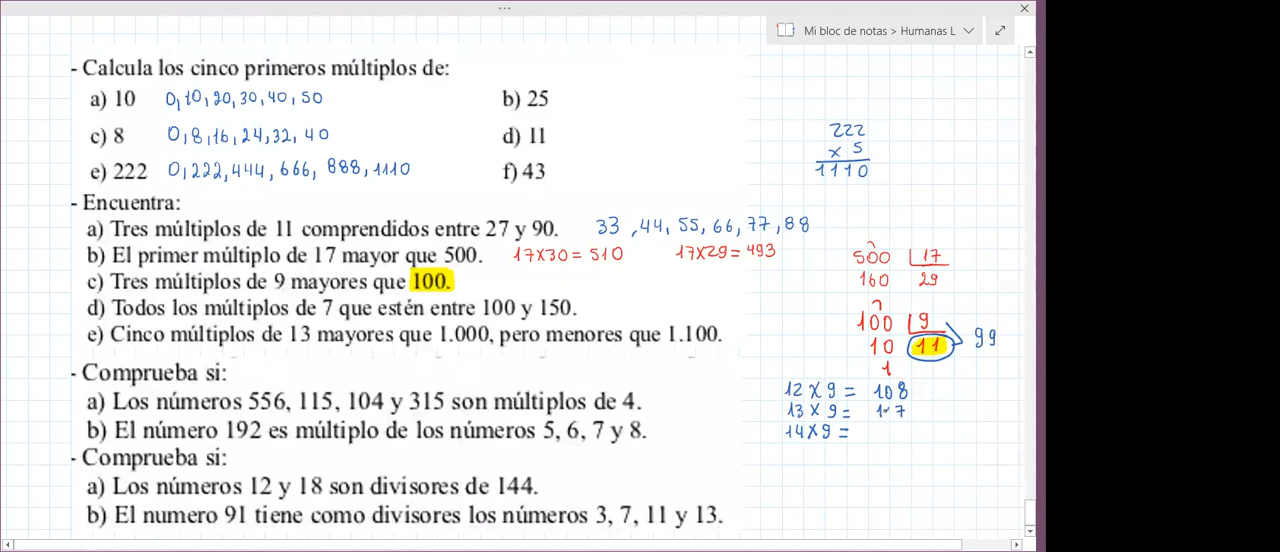 Mi bloc de notas > Humanas L
- Calcula los cinco primeros múltiplos de:
a) 10 0, 10, 20, 30, 40, 50 b) 25
c) 8 0, 8, 16, 24, 32, 40 d) 11
e) 222 0, 222, 444, 666, 888, 1110 f) 43
222
x 5
1110
- Encuentra:
a) Tres múltiplos de 11 comprendidos entre 27 y 90. 33, 44, 55, 66, 77, 88
b) El primer múltiplo de 17 mayor que 500. 17x30 = 510 17x29 = 493
c) Tres múltiplos de 9 mayores que 100.
d) Todos los múltiplos de 7 que estén entre 100 y 150.
e) Cinco múltiplos de 13 mayores que 1.000, pero menores que 1.100.
500 17
160 29
100 9
10 11 99
1
12 x 9 = 108
13 x 9 =
14 x 9 =
- Comprueba si:
a) Los números 556, 115, 104 y 315 son múltiplos de 4.
b) El número 192 es múltiplo de los números 5, 6, 7 y 8.
- Comprueba si:
a) Los números 12 y 18 son divisores de 144.
b) El numero 91 tiene como divisores los números 3, 7, 11 y 13.